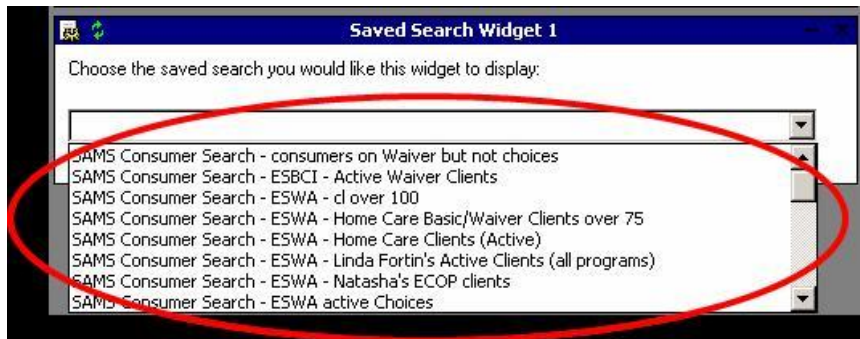 Saved Search Widget 1
Choose the saved search you would like this widget to display:
SAMS Consumer Search - consumers on Waiver but not choices
SAMS Consumer Search - ESBCI - Active Waiver Clients
SAMS Consumer Search - ESWA - cl over 100
SAMS Consumer Search - ESWA - Home Care Basic/Waiver Clients over 75
SAMS Consumer Search - ESWA - Home Care Clients (Active)
SAMS Consumer Search - ESWA - Linda Fortin's Active Clients (all programs)
SAMS Consumer Search - ESWA - Natasha's ECOP clients
SAMS Consumer Search - ESWA active Choices